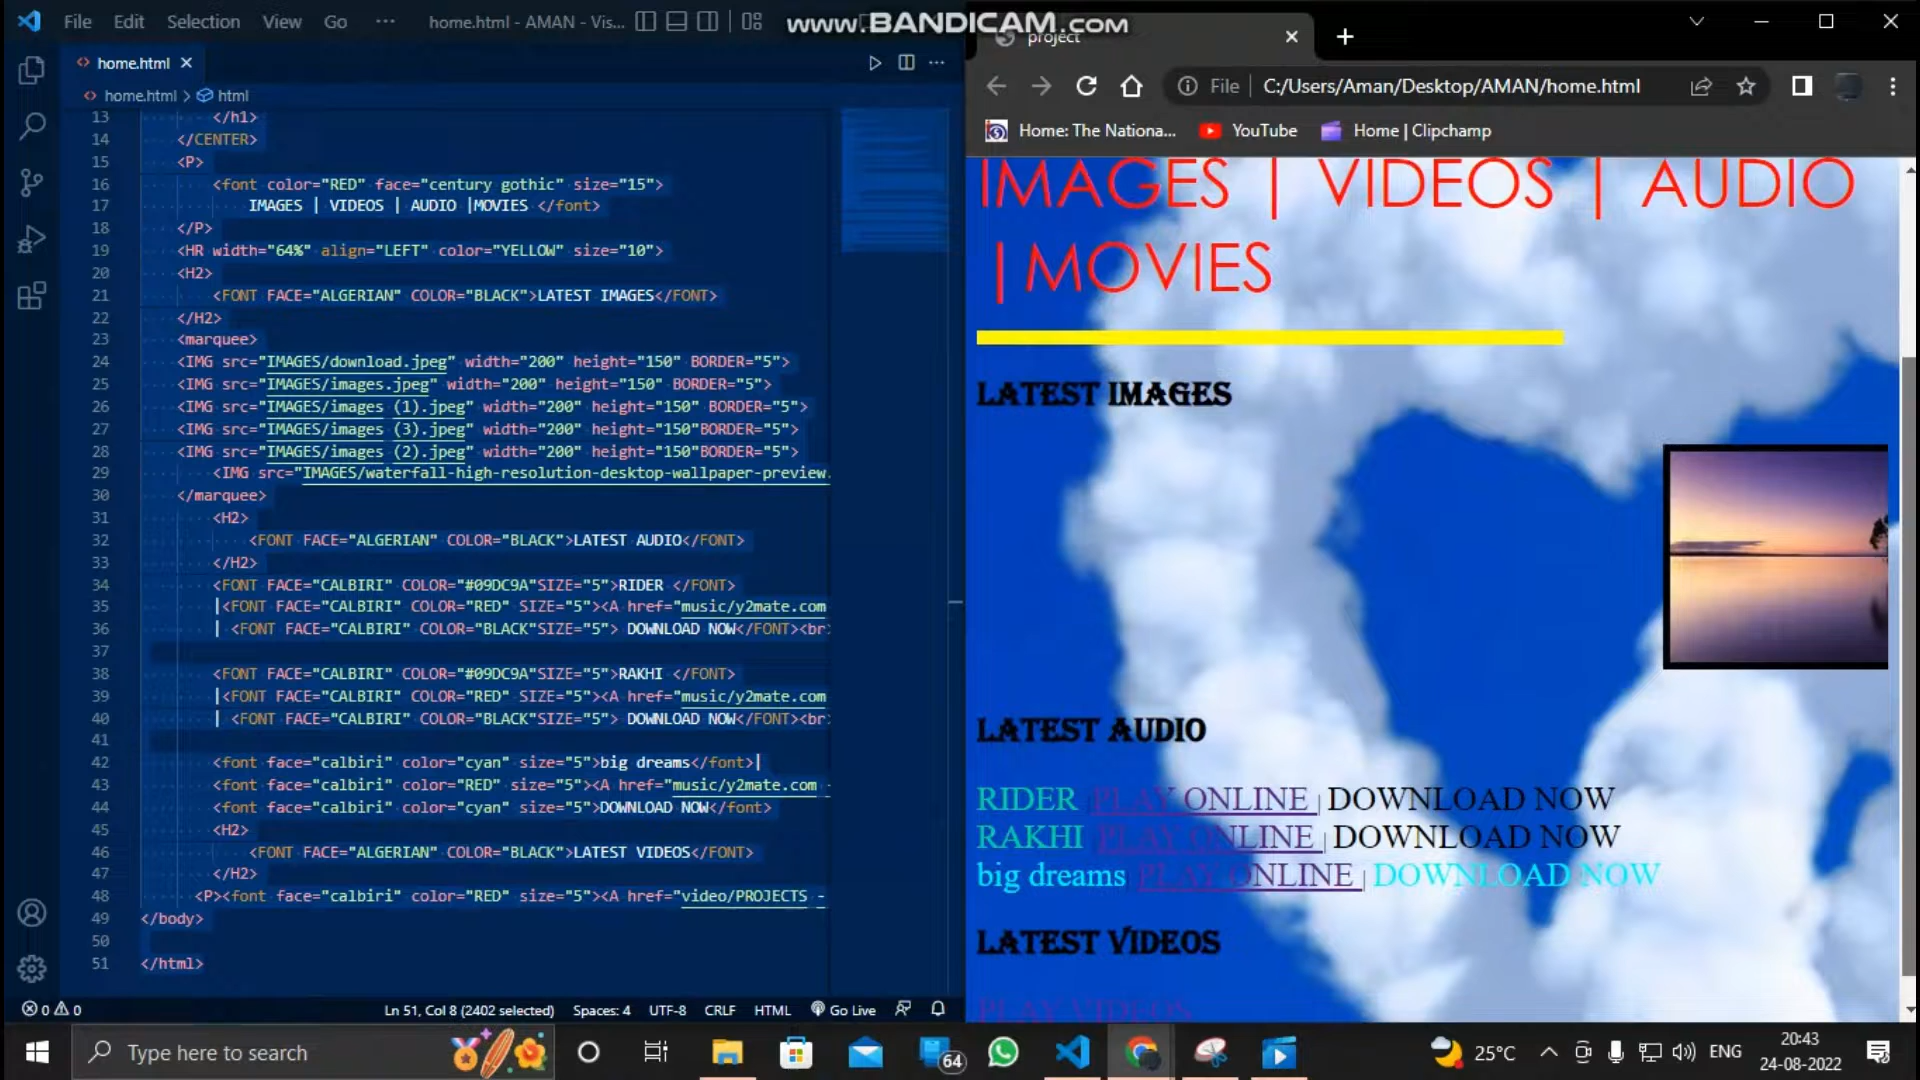 File Edit Selection View Go ··· home.html - AMAN - Vis...
www.BANDICAM.com
home.html
home.html > html
13 </h1>
14 </CENTER>
15 <P>
16 <font color="RED" face="century gothic" size="15">
17 IMAGES | VIDEOS | AUDIO |MOVIES </font>
18 </P>
19 <HR width="64%" align="LEFT" color="YELLOW" size="10">
20 <H2>
21 <FONT FACE="ALGERIAN" COLOR="BLACK">LATEST IMAGES</FONT>
22 </H2>
23 <marquee>
24 <IMG src="IMAGES/download.jpeg" width="200" height="150" BORDER="5">
25 <IMG src="IMAGES/images.jpeg" width="200" height="150" BORDER="5">
26 <IMG src="IMAGES/images (1).jpeg" width="200" height="150" BORDER="5">
27 <IMG src="IMAGES/images (3).jpeg" width="200" height="150"BORDER="5">
28 <IMG src="IMAGES/images (2).jpeg" width="200" height="150"BORDER="5">
29 <IMG src="IMAGES/waterfall-high-resolution-desktop-wallpaper-preview.
30 </marquee>
31 <H2>
32 <FONT FACE="ALGERIAN" COLOR="BLACK">LATEST AUDIO</FONT>
33 </H2>
34 <FONT FACE="CALBIRI" COLOR="#09DC9A"SIZE="5">RIDER </FONT>
35 |<FONT FACE="CALBIRI" COLOR="RED" SIZE="5"><A href="music/y2mate.com
36 | <FONT FACE="CALBIRI" COLOR="BLACK"SIZE="5"> DOWNLOAD NOW</FONT><br>
37
38 <FONT FACE="CALBIRI" COLOR="#09DC9A"SIZE="5">RAKHI </FONT>
39 |<FONT FACE="CALBIRI" COLOR="RED" SIZE="5"><A href="music/y2mate.com
40 | <FONT FACE="CALBIRI" COLOR="BLACK"SIZE="5"> DOWNLOAD NOW</FONT><br>
41
42 <font face="calbiri" color="cyan" size="5">big dreams</font>|
43 <font face="calbiri" color="RED" size="5"><A href="music/y2mate.com -
44 <font face="calbiri" color="cyan" size="5">DOWNLOAD NOW</font>
45 <H2>
46 <FONT FACE="ALGERIAN" COLOR="BLACK">LATEST VIDEOS</FONT>
47 </H2>
48 <P><font face="calbiri" color="RED" size="5"><A href="video/PROJECTS -
49 </body>
50
51 </html>
0 0 Ln 51, Col 8 (2402 selected) Spaces: 4 UTF-8 CRLF HTML Go Live
project
File C:/Users/Aman/Desktop/AMAN/home.html
Home: The Nationa... YouTube Home | Clipchamp
IMAGES | VIDEOS | AUDIO
|MOVIES
LATEST IMAGES
LATEST AUDIO
RIDER |PLAY ONLINE | DOWNLOAD NOW
RAKHI |PLAY ONLINE | DOWNLOAD NOW
big dreams| PLAY ONLINE | DOWNLOAD NOW
LATEST VIDEOS
PLAY VIDEOS
Type here to search
64
25°C ENG
20:43
24-08-2022